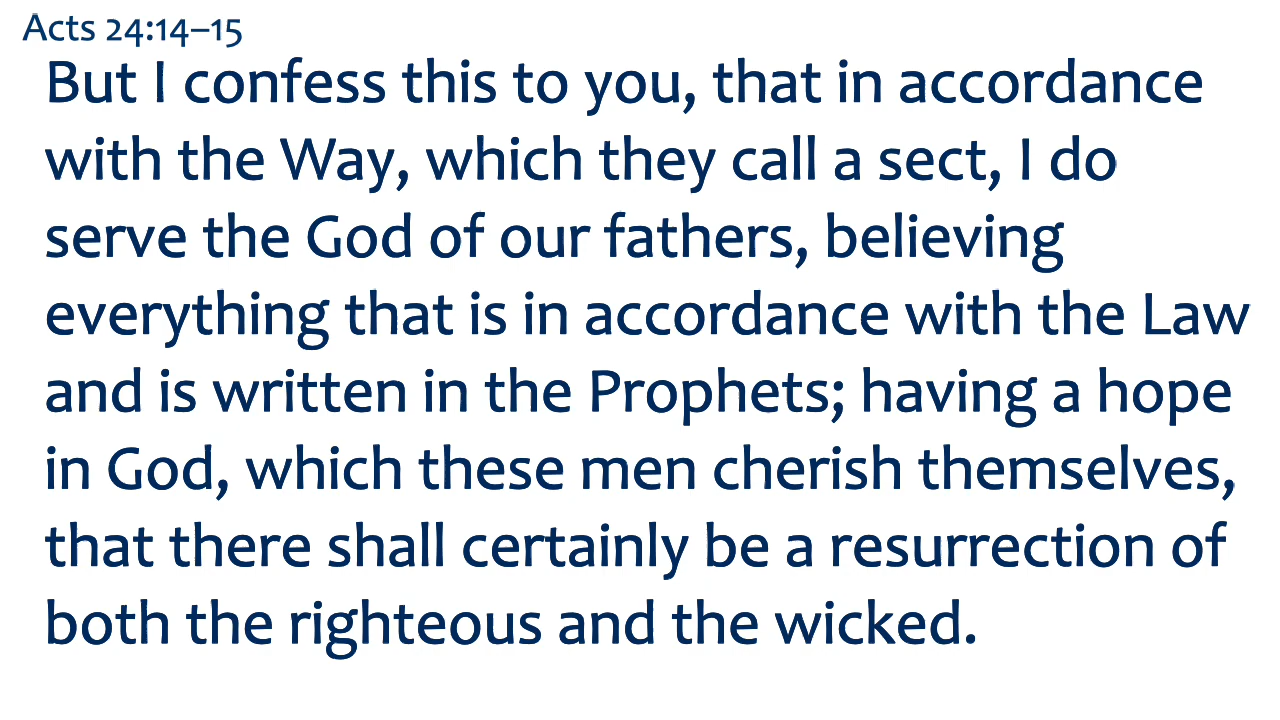 Acts 24:14–15
But I confess this to you, that in accordance
with the Way, which they call a sect, I do
serve the God of our fathers, believing
everything that is in accordance with the Law
and is written in the Prophets; having a hope
in God, which these men cherish themselves,
that there shall certainly be a resurrection of
both the righteous and the wicked.